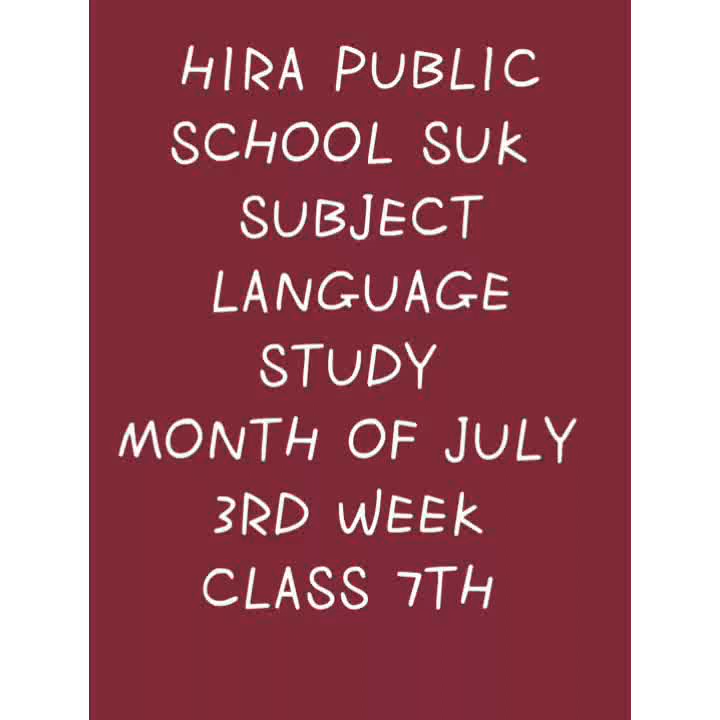 HIRA PUBLIC
SCHOOL SUK
SUBJECT
LANGUAGE
STUDY
MONTH OF JULY
3RD WEEK
CLASS 7TH